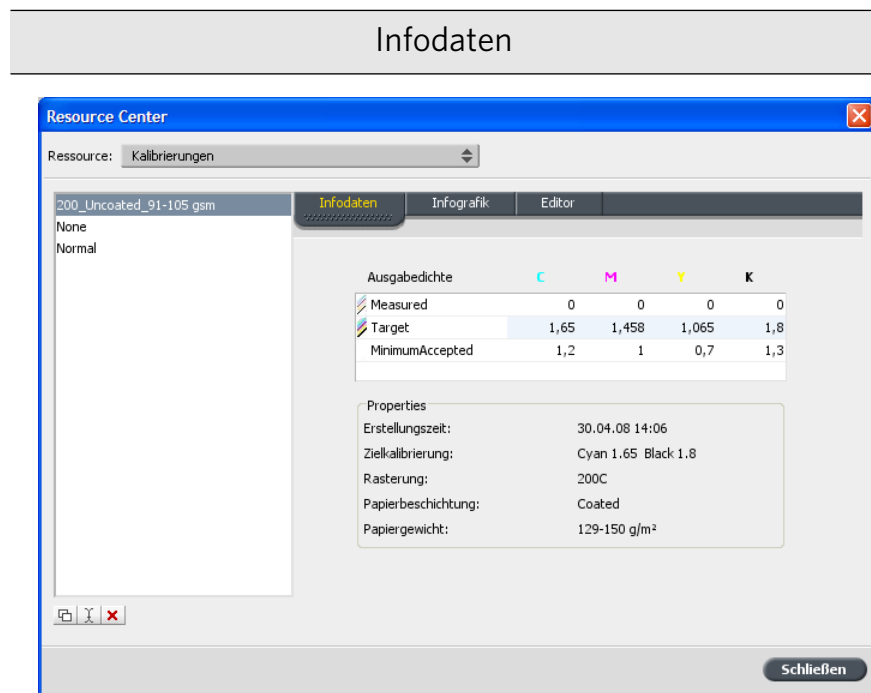 Infodaten
Resource Center
Ressource: Kalibrierungen
200_Uncoated_91-105 gsm
None
Normal
Infodaten Infografik Editor
Ausgabedichte C M Y K
Measured 0 0 0 0
Target 1,65 1,458 1,065 1,8
MinimumAccepted 1,2 1 0,7 1,3
Properties
Erstellungszeit: 30.04.08 14:06
Zielkalibrierung: Cyan 1.65 Black 1.8
Rasterung: 200C
Papierbeschichtung: Coated
Papiergewicht: 129-150 g/m²
Schließen